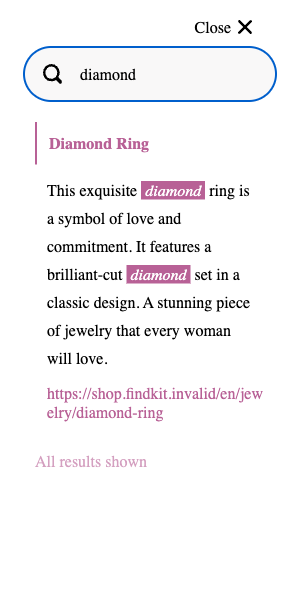 Close
diamond
Diamond Ring
This exquisite diamond ring is
a symbol of love and
commitment. It features a
brilliant-cut diamond set in a
classic design. A stunning piece
of jewelry that every woman
will love.
https://shop.findkit.invalid/en/jew
elry/diamond-ring
All results shown